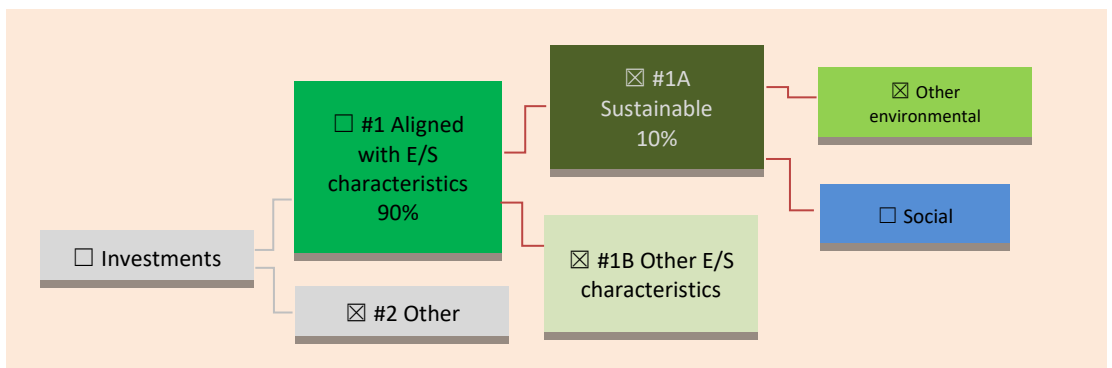 ☐ Investments
☐ #1 Aligned
with E/S
characteristics
90%
☒ #2 Other
☒ #1A
Sustainable
10%
☒ #1B Other E/S
characteristics
☒ Other
environmental
☐ Social